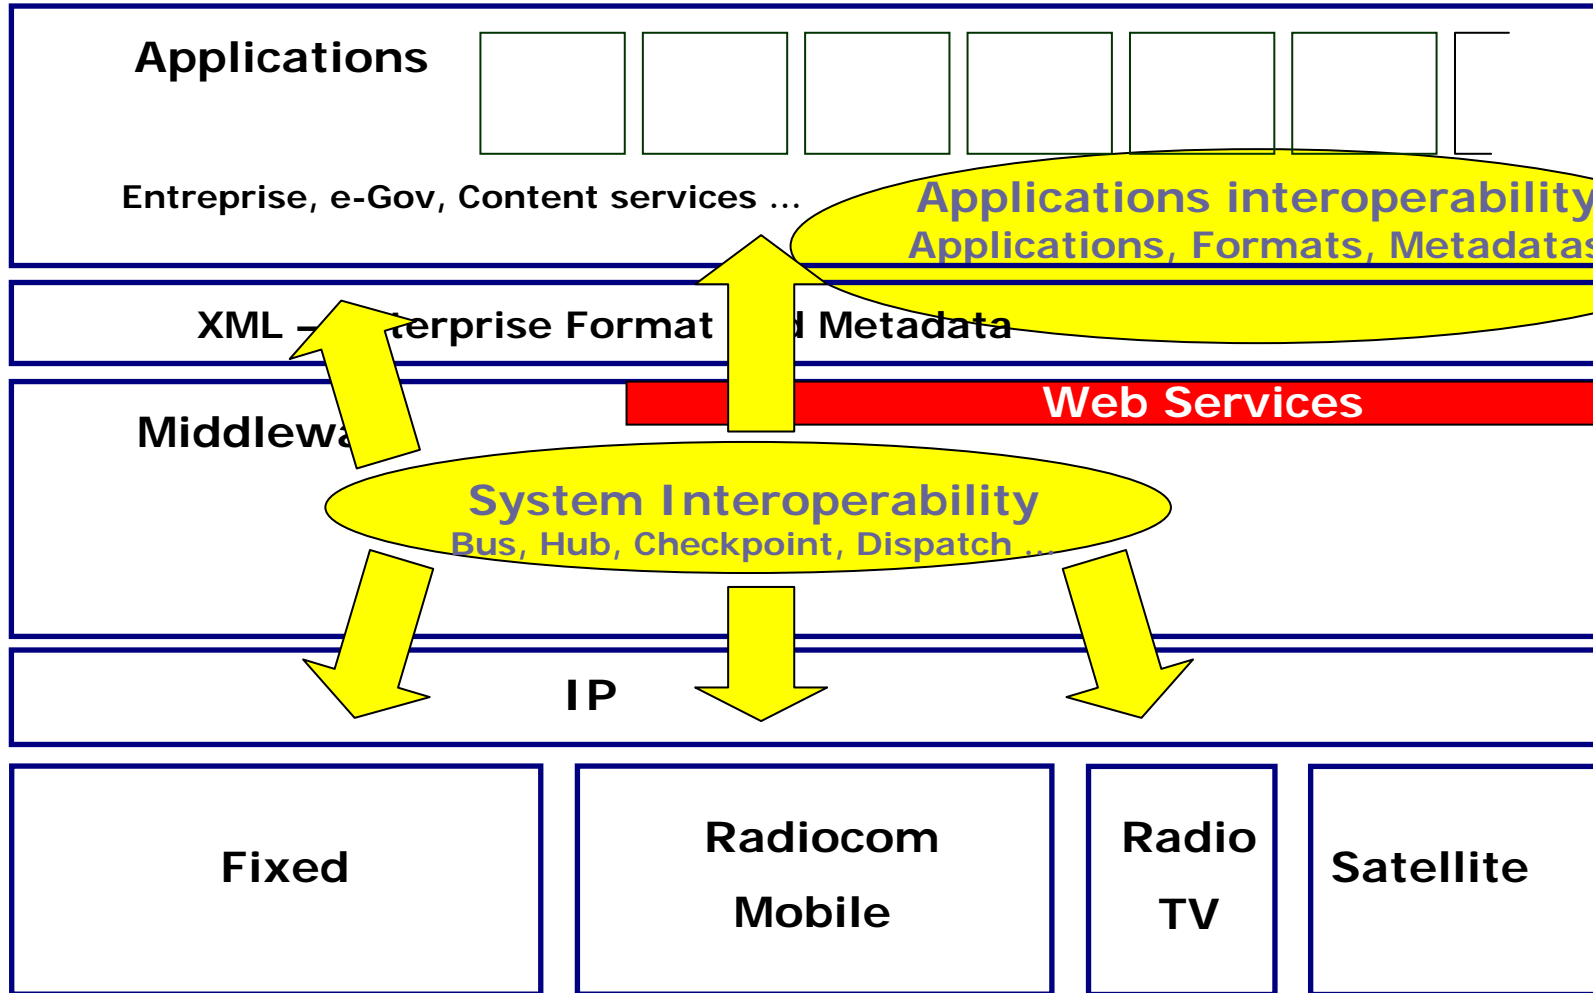 Applications
Entreprise, e-Gov, Content services ...
Applications interoperability
Applications, Formats, Metadatas
XML – terprise Format d Metadata
Web Services
Middlewa
System Interoperability
Bus, Hub, Checkpoint, Dispatch ...
IP
Fixed
Radiocom
Mobile
Radio
TV
Satellite